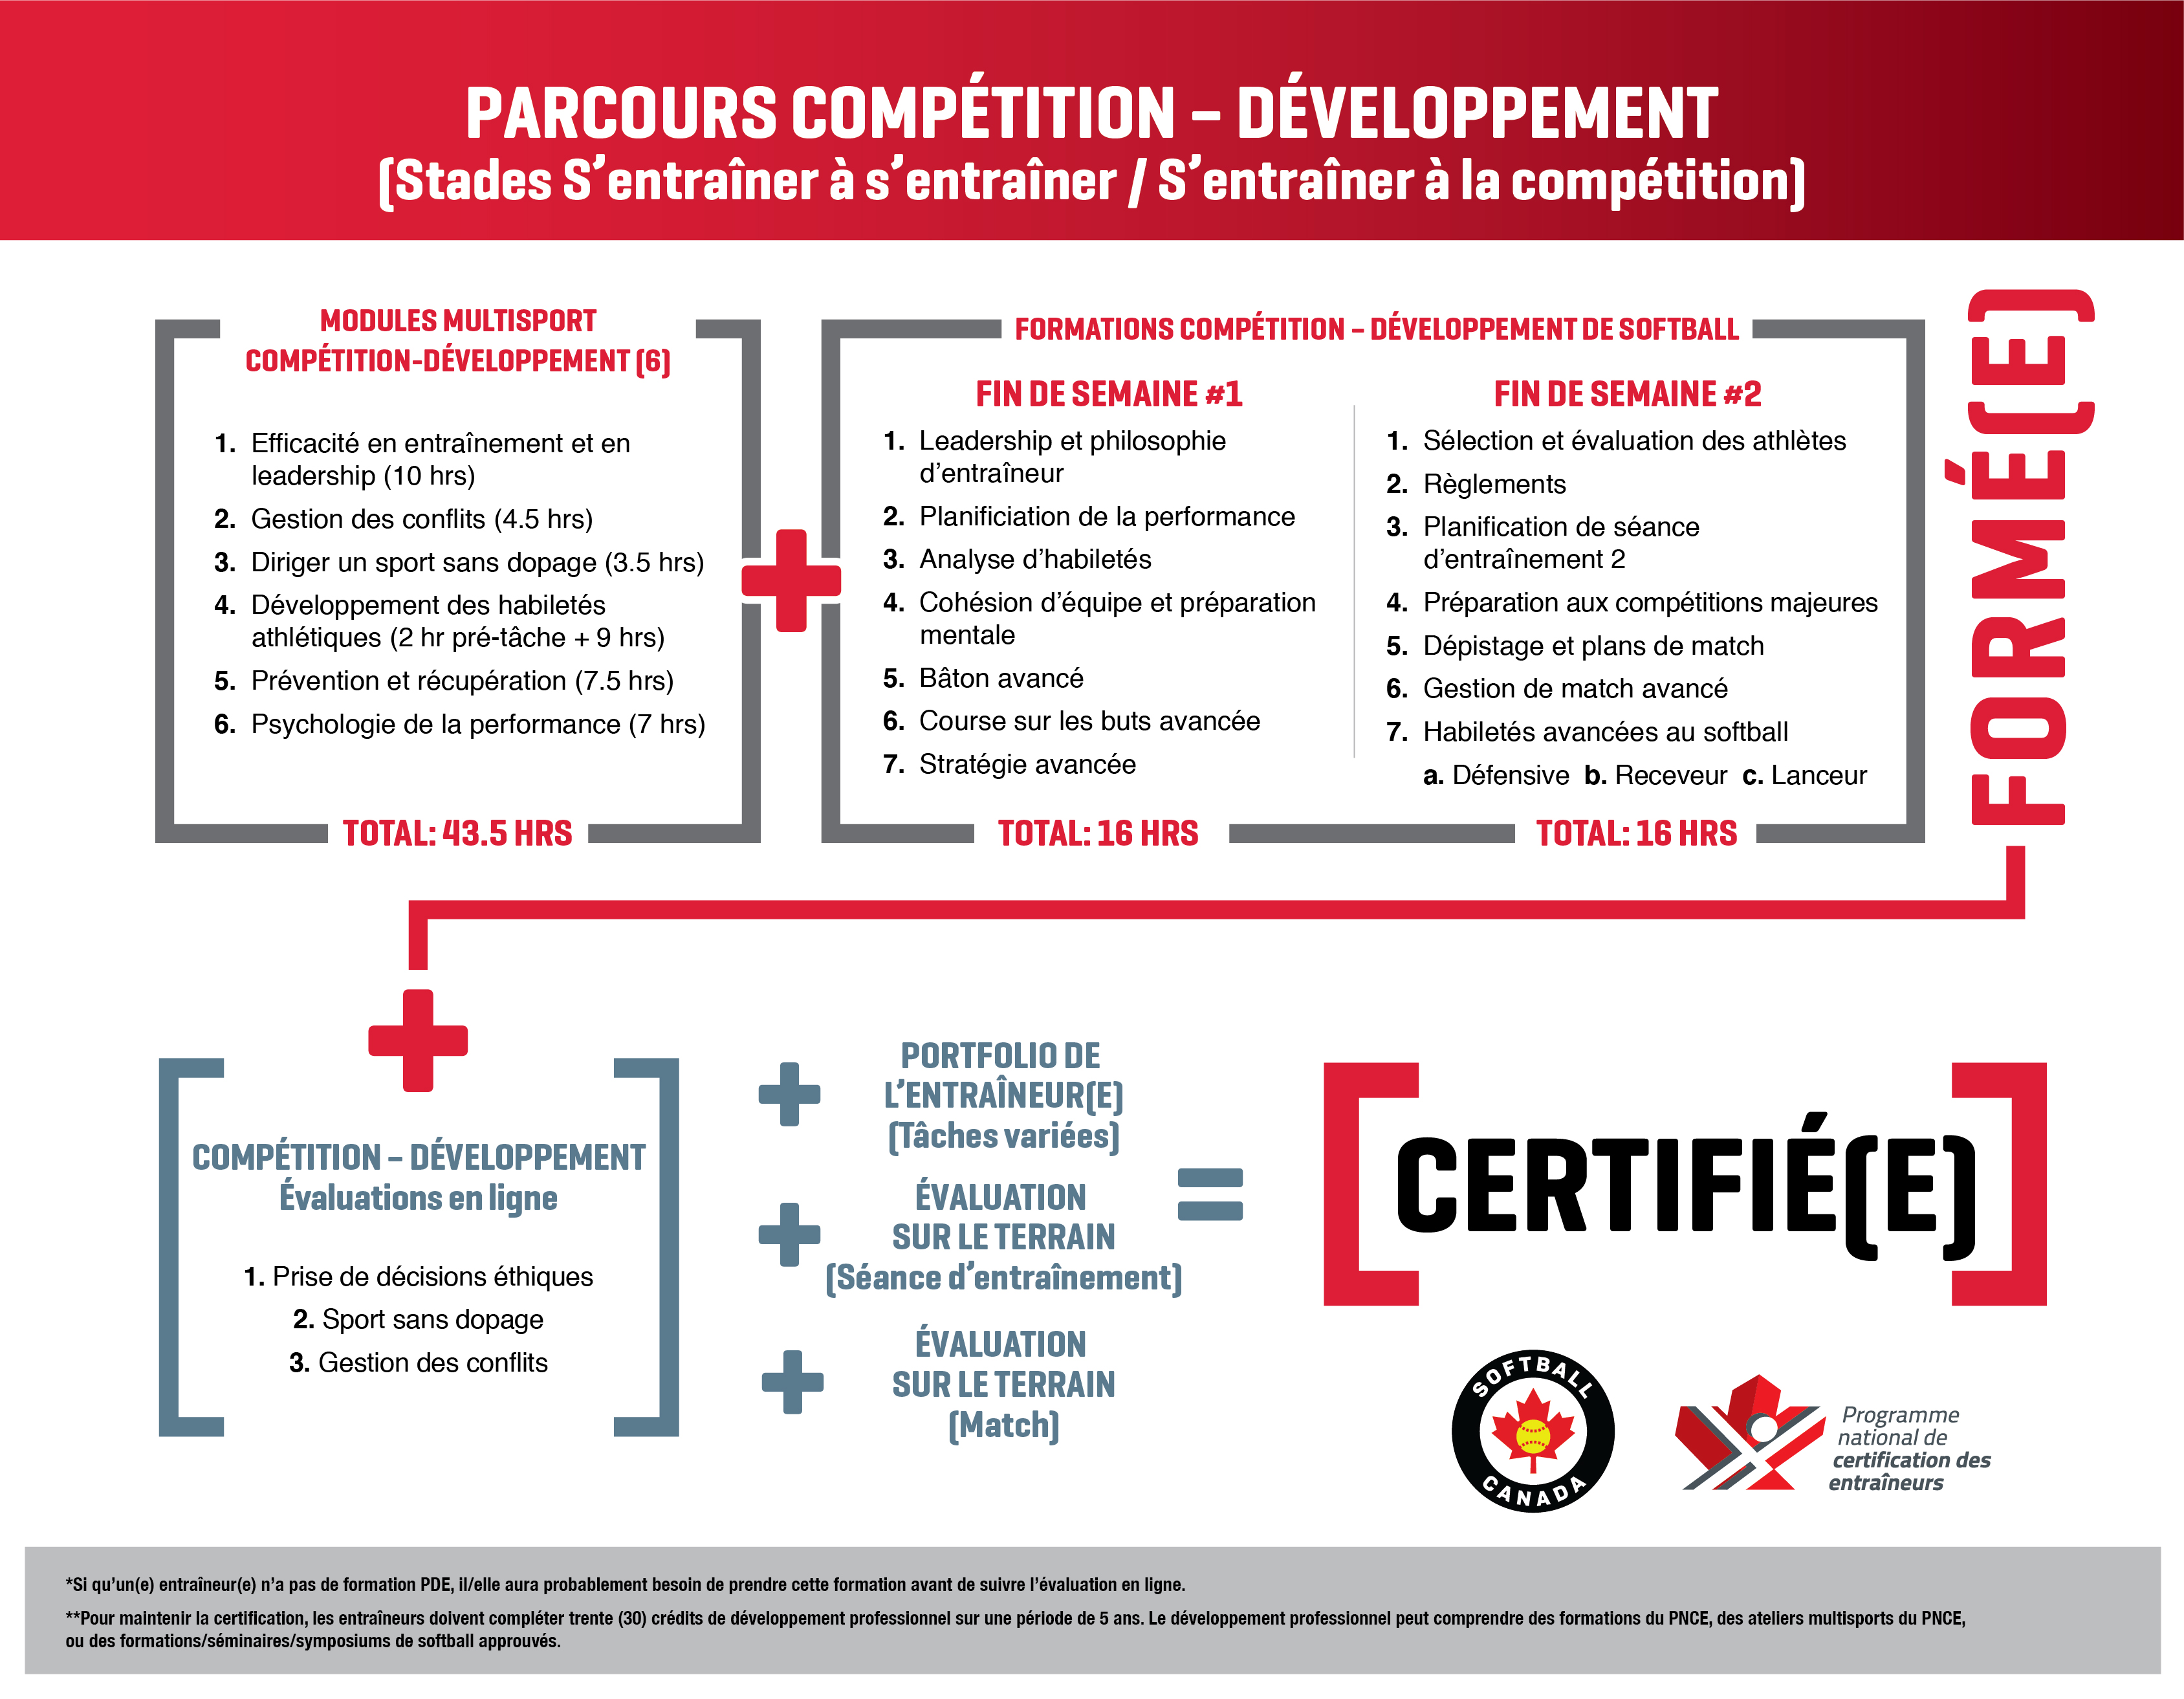 PARCOURS COMPÉTITION – DÉVELOPPEMENT
(Stades S’entraîner à s’entraîner / S’entraîner à la compétition)
MODULES MULTISPORT
COMPÉTITION-DÉVELOPPEMENT (6)
1. Efficacité en entraînement et en
leadership (10 hrs)
2. Gestion des conflits (4.5 hrs)
3. Diriger un sport sans dopage (3.5 hrs)
4. Développement des habiletés
athlétiques (2 hr pré-tâche + 9 hrs)
5. Prévention et récupération (7.5 hrs)
6. Psychologie de la performance (7 hrs)
TOTAL: 43.5 HRS
FORMATIONS COMPÉTITION – DÉVELOPPEMENT DE SOFTBALL
FIN DE SEMAINE #1
1. Leadership et philosophie
d’entraîneur
2. Planificiation de la performance
3. Analyse d’habiletés
4. Cohésion d’équipe et préparation
mentale
5. Bâton avancé
6. Course sur les buts avancée
7. Stratégie avancée
TOTAL: 16 HRS
FIN DE SEMAINE #2
1. Sélection et évaluation des athlètes
2. Règlements
3. Planification de séance
d’entraînement 2
4. Préparation aux compétitions majeures
5. Dépistage et plans de match
6. Gestion de match avancé
7. Habiletés avancées au softball
a. Défensive b. Receveur c. Lanceur
TOTAL: 16 HRS
FORMÉ(E)
COMPÉTITION – DÉVELOPPEMENT
Évaluations en ligne
1. Prise de décisions éthiques
2. Sport sans dopage
3. Gestion des conflits
PORTFOLIO DE
L’ENTRAÎNEUR(E)
(Tâches variées)
ÉVALUATION
SUR LE TERRAIN
(Séance d’entraînement)
ÉVALUATION
SUR LE TERRAIN
(Match)
CERTIFIÉ(E)
SOFTBALL
CANADA
Programme
national de
certification des
entraîneurs
*Si qu’un(e) entraîneur(e) n’a pas de formation PDE, il/elle aura probablement besoin de prendre cette formation avant de suivre l’évaluation en ligne.
**Pour maintenir la certification, les entraîneurs doivent compléter trente (30) crédits de développement professionnel sur une période de 5 ans. Le développement professionnel peut comprendre des formations du PNCE, des ateliers multisports du PNCE,
ou des formations/séminaires/symposiums de softball approuvés.